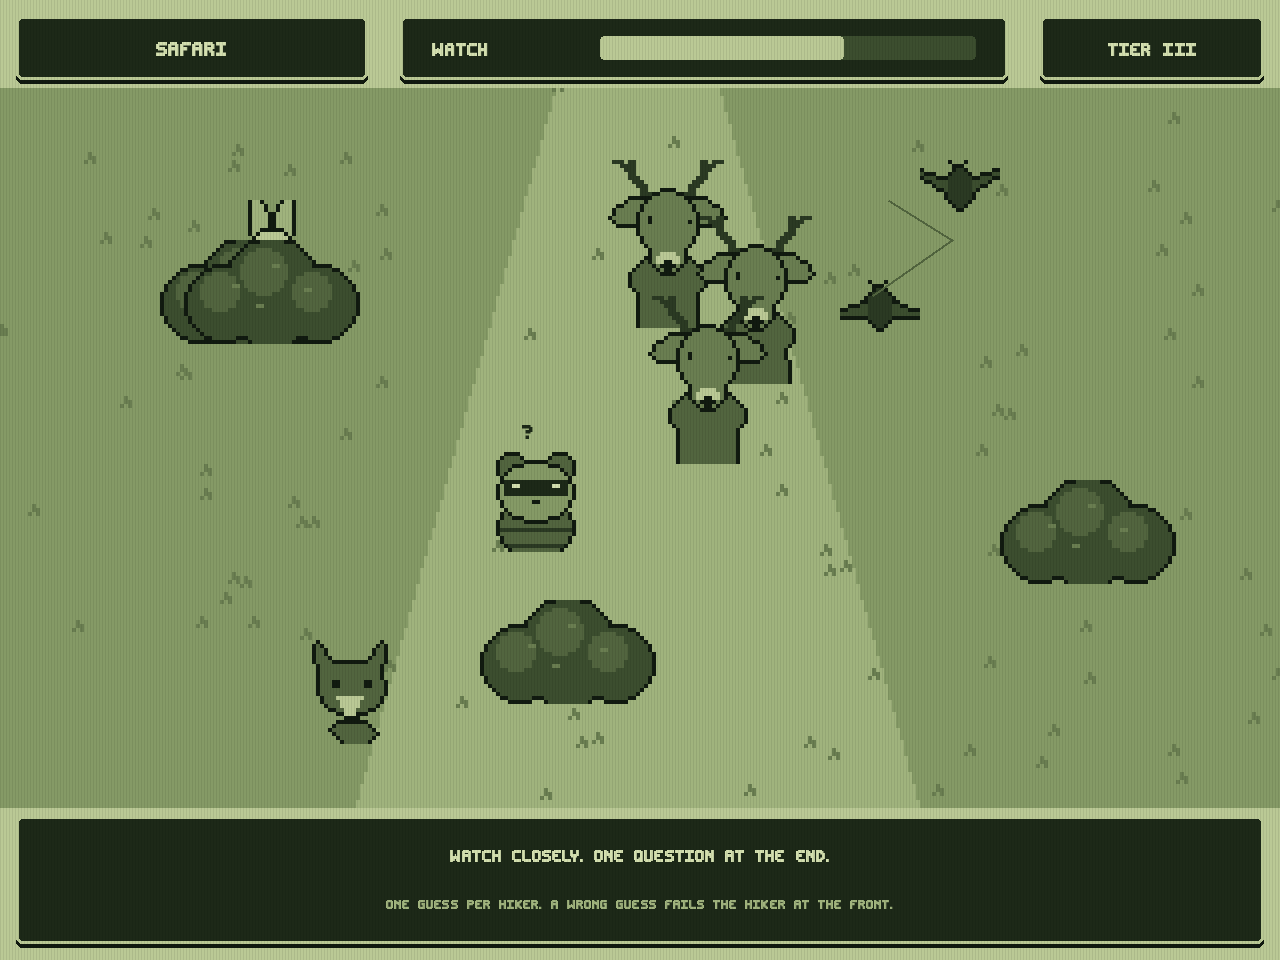 SAFARI
WATCH
TIER III
?
WATCH CLOSELY. ONE QUESTION AT THE END.
ONE GUESS PER HIKER. A WRONG GUESS FAILS THE HIKER AT THE FRONT.